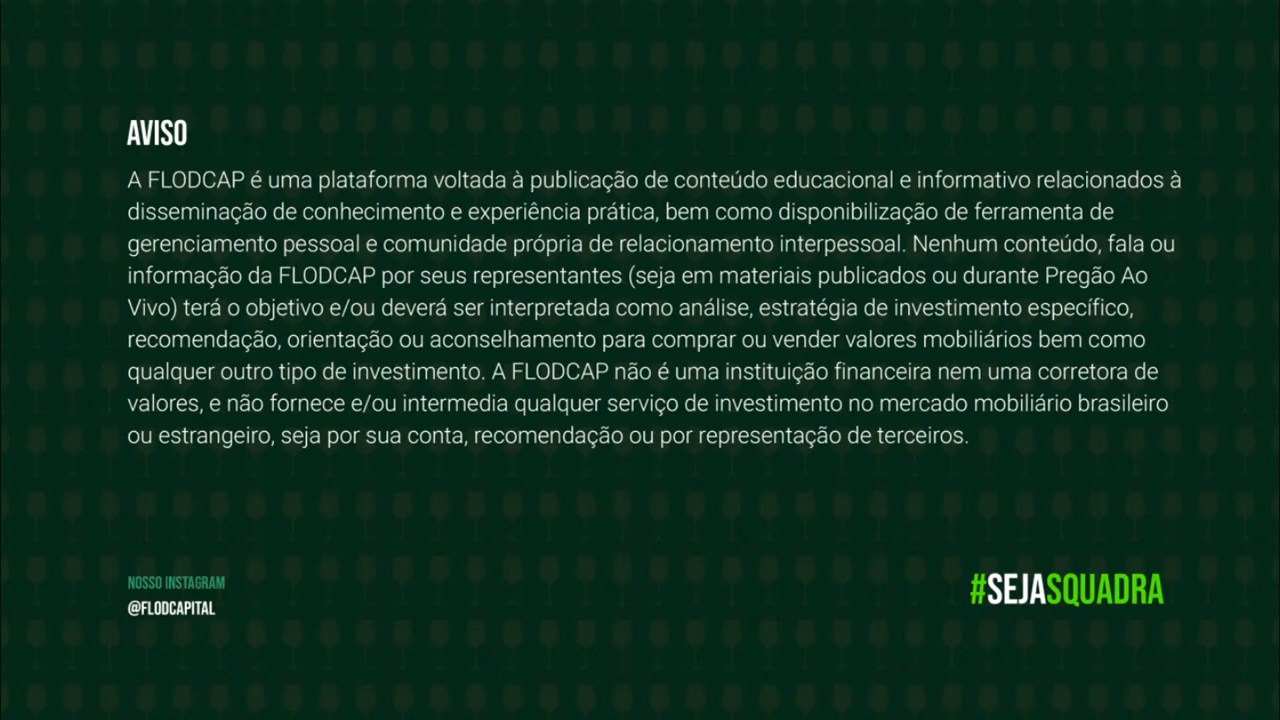 AVISO
A FLODCAP é uma plataforma voltada à publicação de conteúdo educacional e informativo relacionados à
disseminação de conhecimento e experiência prática, bem como disponibilização de ferramenta de
gerenciamento pessoal e comunidade própria de relacionamento interpessoal. Nenhum conteúdo, fala ou
informação da FLODCAP por seus representantes (seja em materiais publicados ou durante Pregão Ao
Vivo) terá o objetivo e/ou deverá ser interpretada como análise, estratégia de investimento específico,
recomendação, orientação ou aconselhamento para comprar ou vender valores mobiliários bem como
qualquer outro tipo de investimento. A FLODCAP não é uma instituição financeira nem uma corretora de
valores, e não fornece e/ou intermedia qualquer serviço de investimento no mercado mobiliário brasileiro
ou estrangeiro, seja por sua conta, recomendação ou por representação de terceiros.
NOSSO INSTAGRAM
@FLODCAPITAL
#SEJASQUADRA